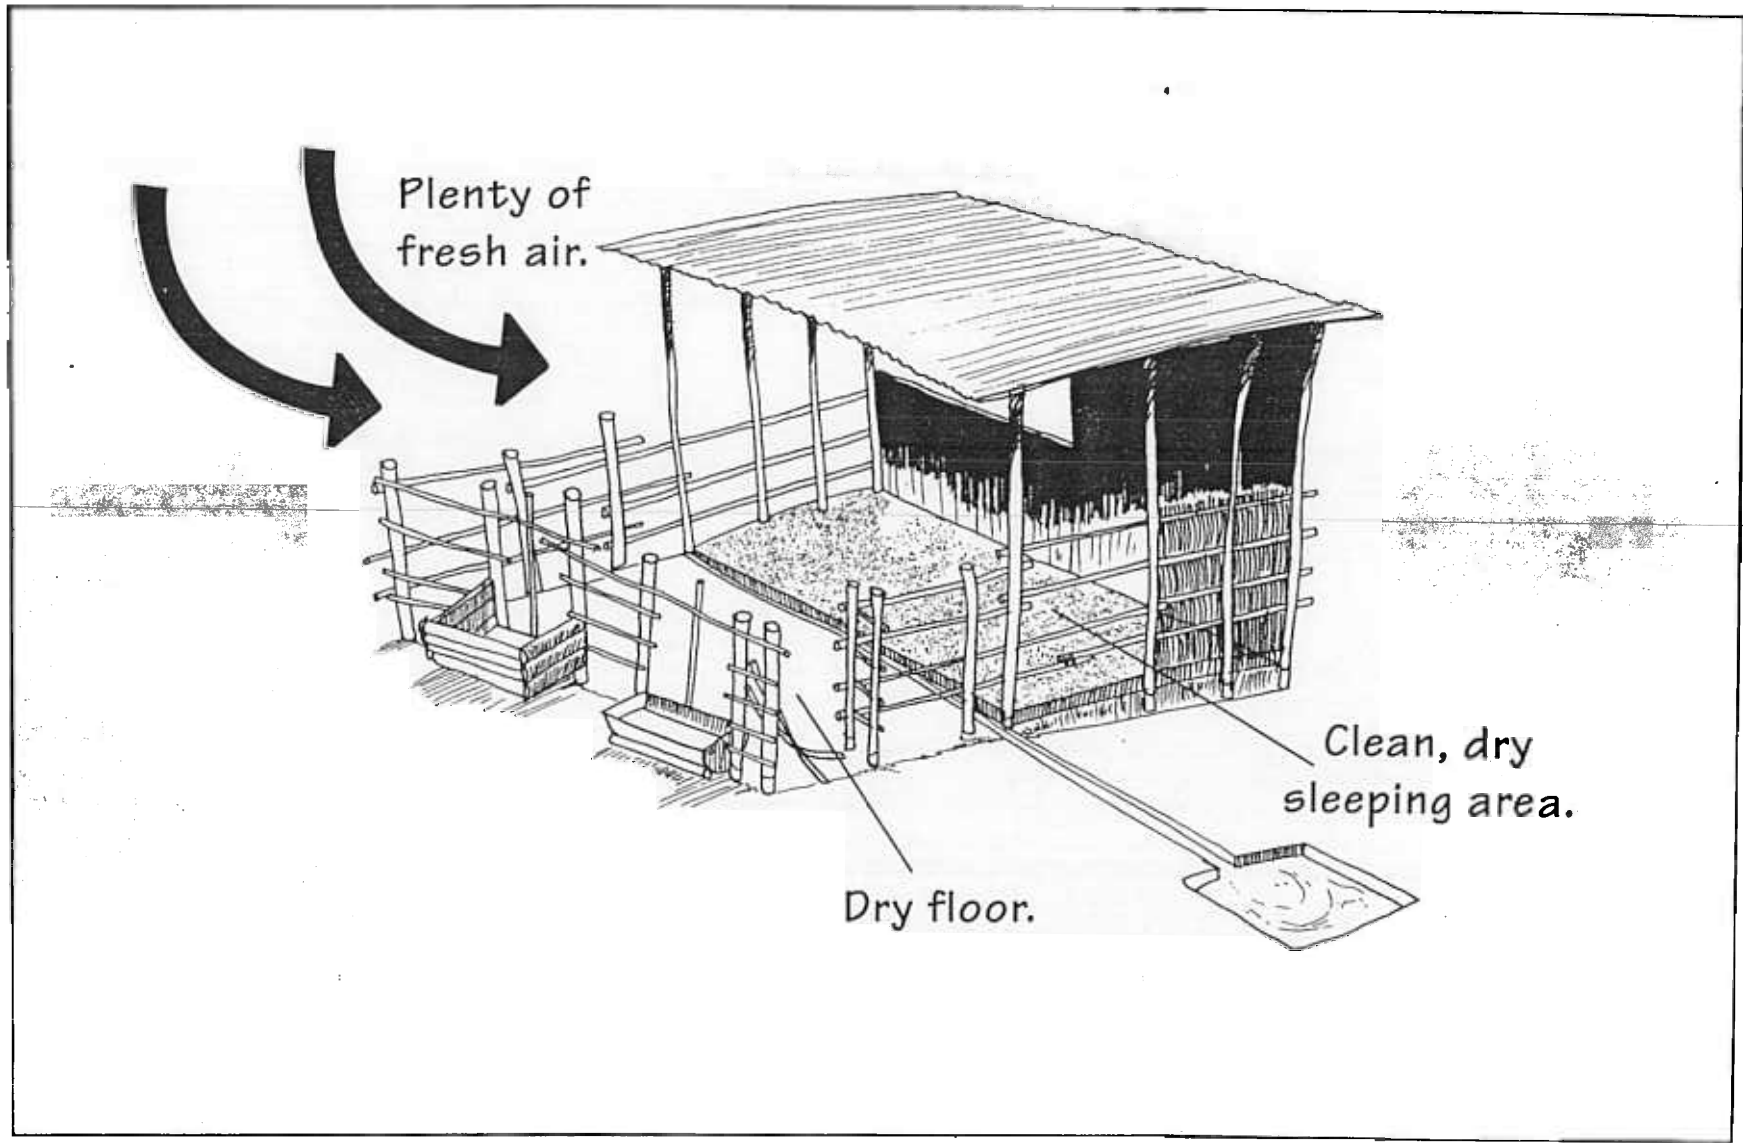 Plenty of
fresh air.
Clean, dry
sleeping area.
Dry floor.